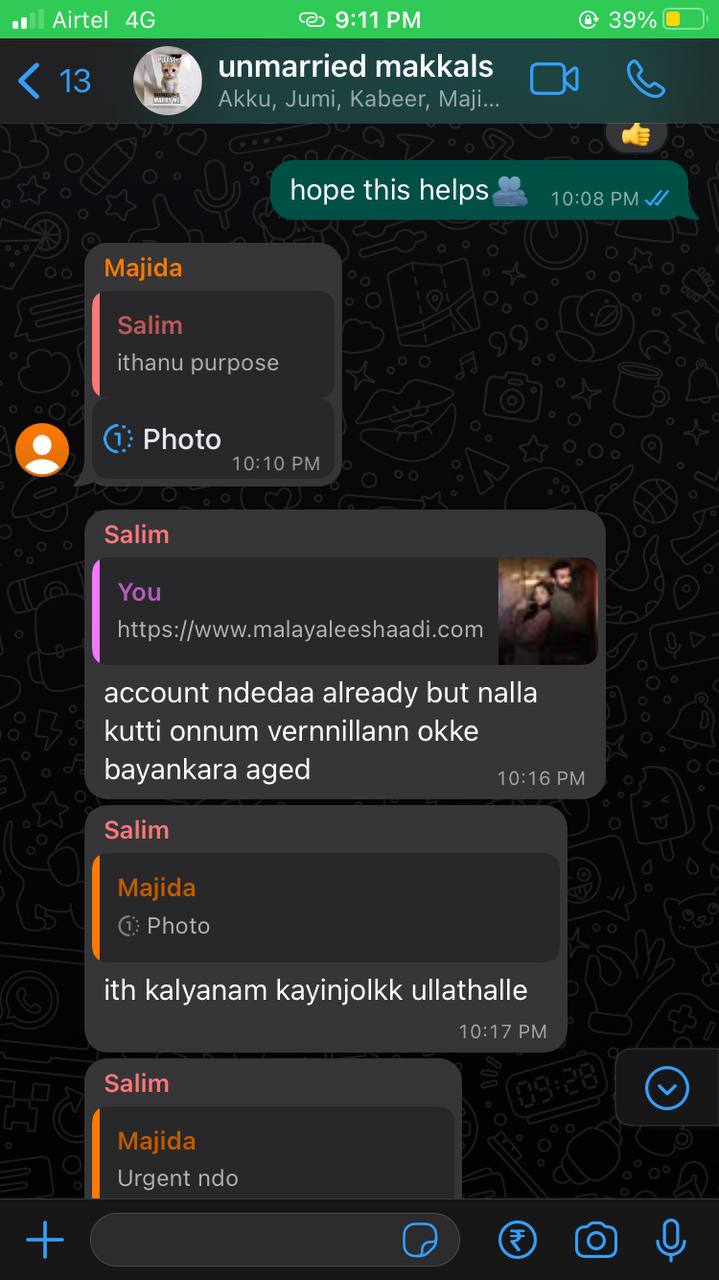 Airtel 4G 9:11 PM 39%
13 unmarried makkals
Akku, Jumi, Kabeer, Maji...
hope this helps🫂 10:08 PM
Majida
Salim
ithanu purpose
Photo
10:10 PM
Salim
You
https://www.malayaleeshaadi.com
account ndedaa already but nalla
kutti onnum vernnillann okke
bayankara aged
10:16 PM
Salim
Majida
Photo
ith kalyanam kayinjolkk ullathalle
10:17 PM
Salim
Majida
Urgent ndo